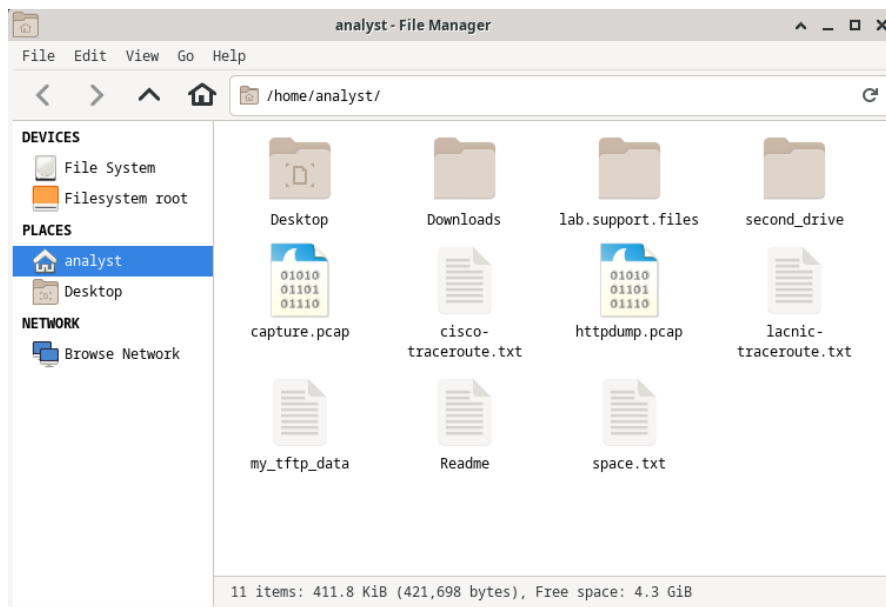 analyst - File Manager
File Edit View Go Help
/home/analyst/
DEVICES
File System
Filesystem root
PLACES
analyst
Desktop
NETWORK
Browse Network
Desktop
Downloads
lab.support.files
second_drive
01010
01101
01110
capture.pcap
cisco-
traceroute.txt
01010
01101
01110
httpdump.pcap
lacnic-
traceroute.txt
my_tftp_data
Readme
space.txt
11 items: 411.8 KiB (421,698 bytes), Free space: 4.3 GiB